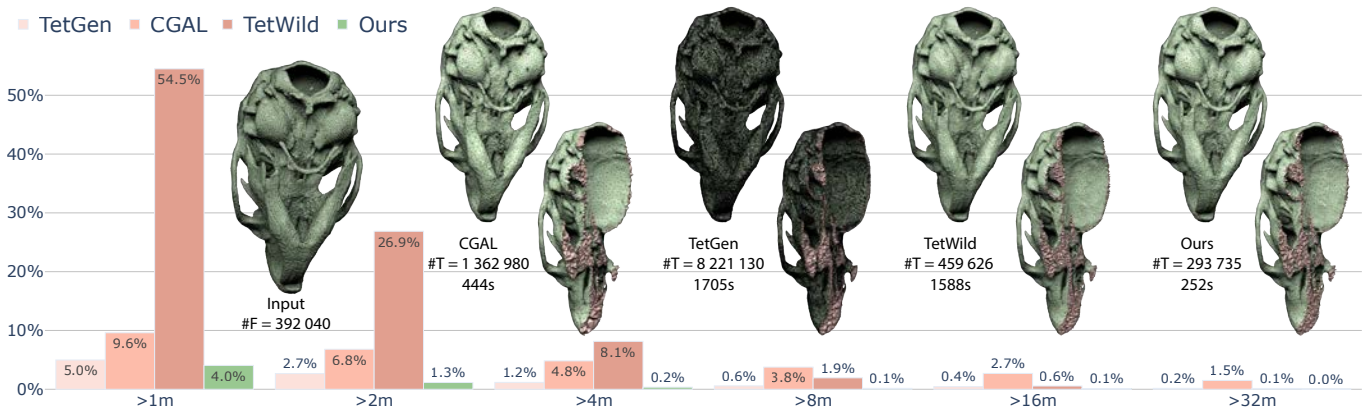 TetGen CGAL TetWild Ours
50%
40%
30%
20%
10%
0%
54.5%
9.6%
5.0%
4.0%
>1m
26.9%
6.8%
2.7%
1.3%
>2m
8.1%
4.8%
1.2%
0.2%
>4m
0.6%
3.8%
1.9%
0.1%
>8m
0.4%
2.7%
0.6%
0.1%
>16m
0.2%
1.5%
0.1%
0.0%
>32m
Input
#F = 392 040
CGAL
#T = 1 362 980
444s
TetGen
#T = 8 221 130
1705s
TetWild
#T = 459 626
1588s
Ours
#T = 293 735
252s